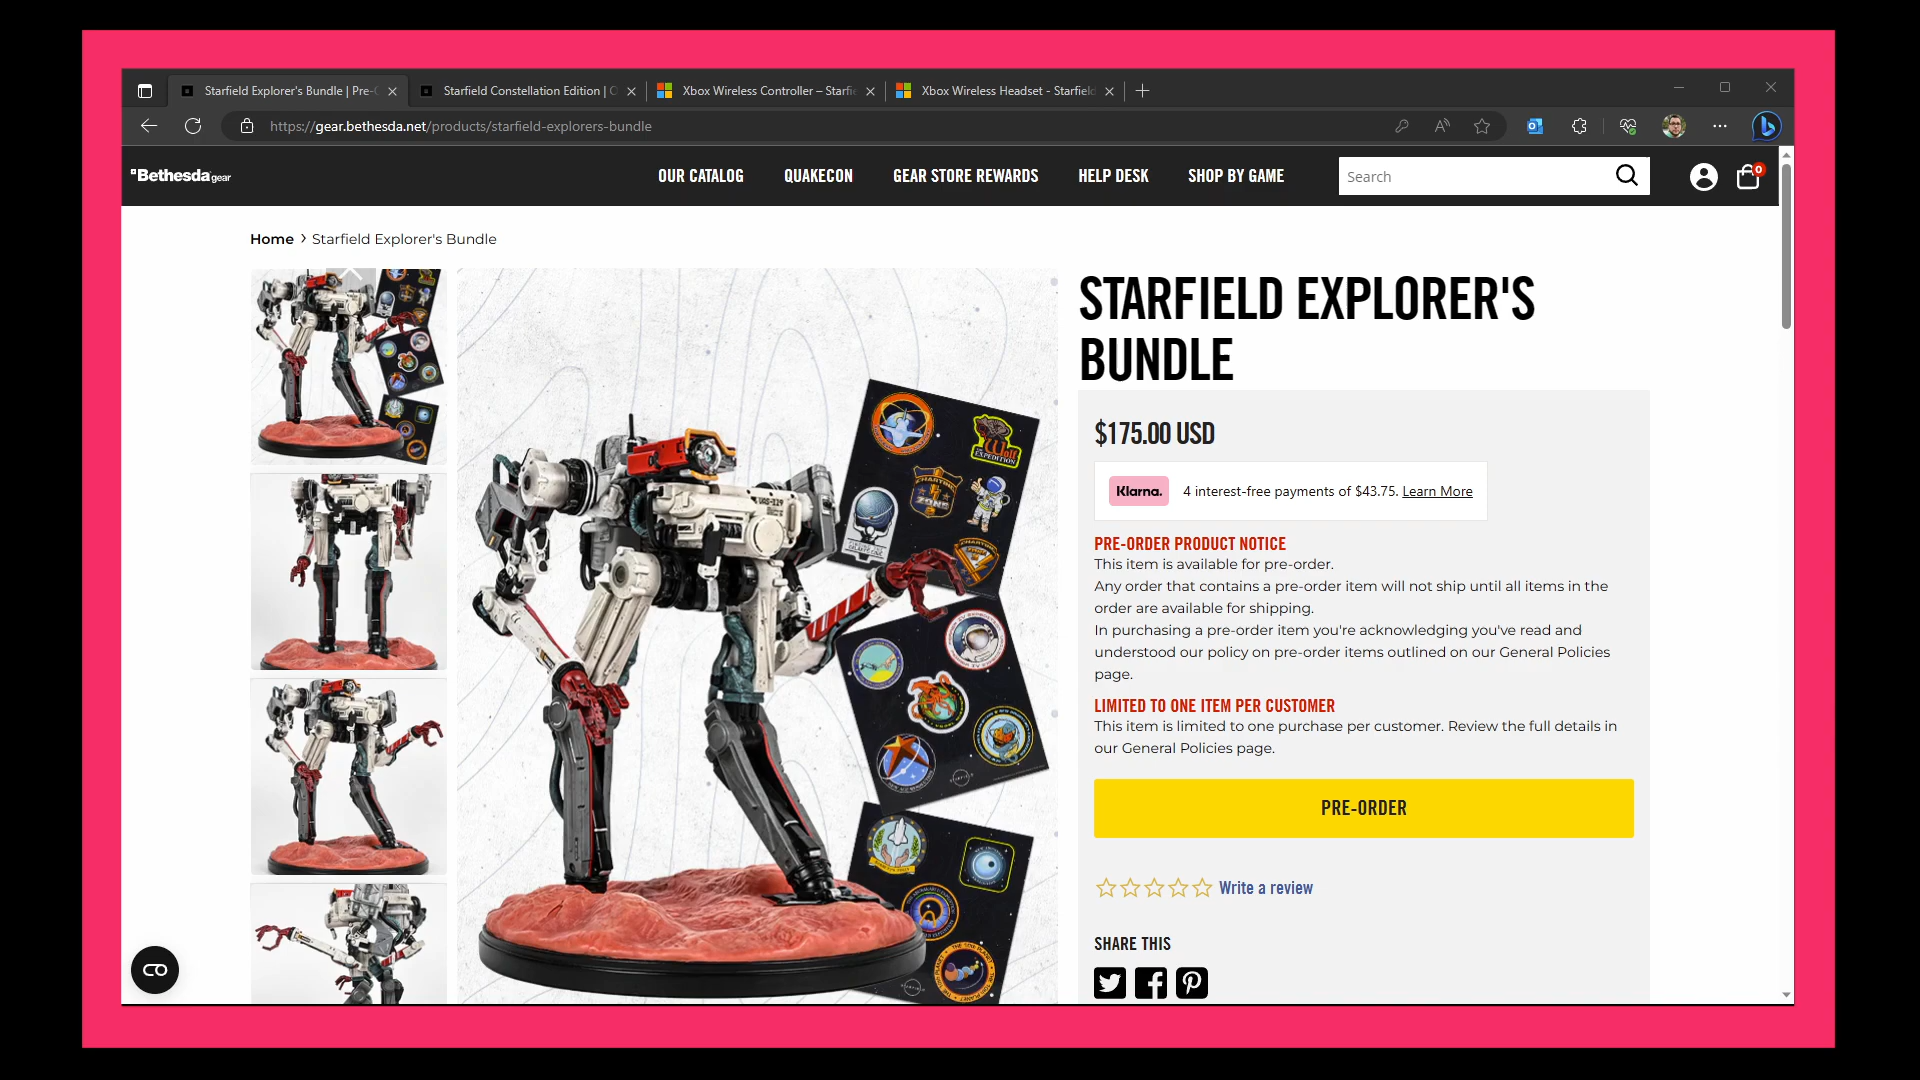 Starfield Explorer's Bundle | Pre-O
Starfield Constellation Edition | O
Xbox Wireless Controller – Starfie
Xbox Wireless Headset - Starfield
https://gear.bethesda.net/products/starfield-explorers-bundle
Bethesda gear
OUR CATALOG
QUAKECON
GEAR STORE REWARDS
HELP DESK
SHOP BY GAME
Search
0
Home › Starfield Explorer's Bundle
STARFIELD EXPLORER'S
BUNDLE
$175.00 USD
Klarna. 4 interest-free payments of $43.75. Learn More
PRE-ORDER PRODUCT NOTICE
This item is available for pre-order.
Any order that contains a pre-order item will not ship until all items in the
order are available for shipping.
In purchasing a pre-order item you're acknowledging you've read and
understood our policy on pre-order items outlined on our General Policies
page.
LIMITED TO ONE ITEM PER CUSTOMER
This item is limited to one purchase per customer. Review the full details in
our General Policies page.
PRE-ORDER
Write a review
SHARE THIS
Wolf
EXPEDITION
CHARTING
ZONE